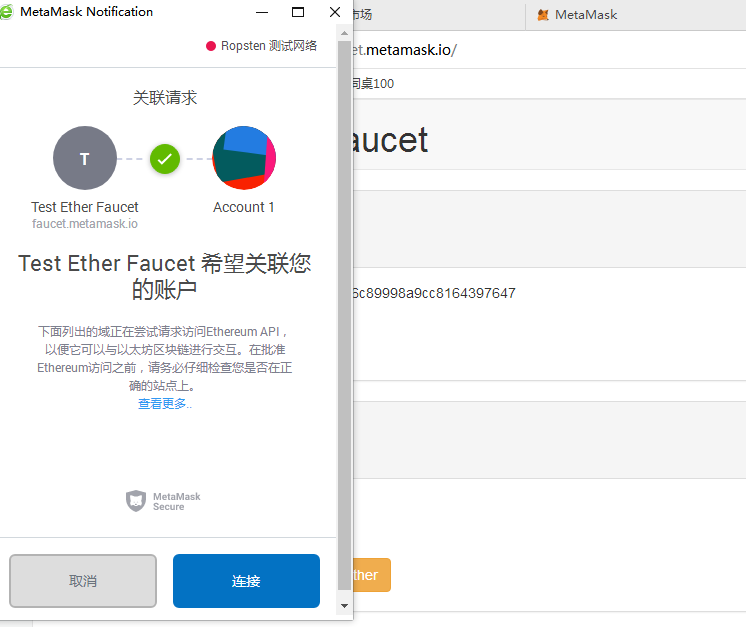 MetaMask Notification
市场
MetaMask
Ropsten 测试网络
et.metamask.io/
100
关联请求
aucet
T
Test Ether Faucet
faucet.metamask.io
Account 1
Test Ether Faucet 希望关联您
的账户
6c89998a9cc8164397647
下面列出的域正在尝试请求访问Ethereum API，
以便它可以与以太坊区块链进行交互。在批准
Ethereum访问之前，请务必仔细检查您是否在正
确的站点上。
查看更多..
MetaMask
Secure
取消
连接
ther